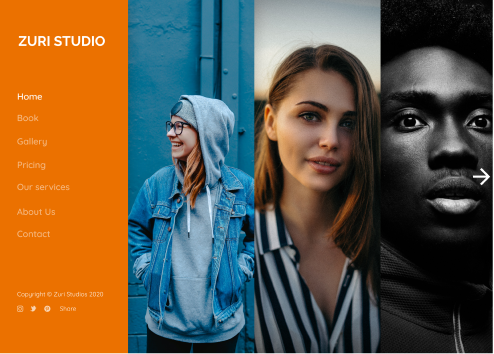 ZURI STUDIO
Home
Book
Gallery
Pricing
Our services
About Us
Contact
Copyright © Zuri Studios 2020
Share